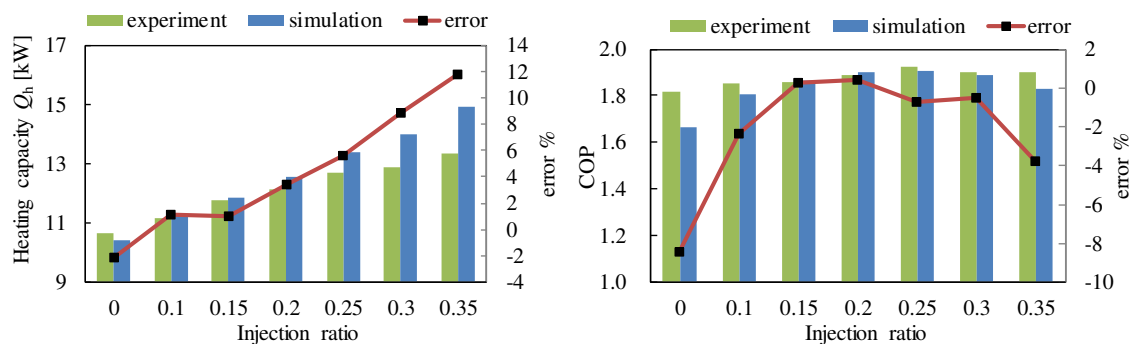 experiment simulation error
Heating capacity Qh [kW]
17
15
13
11
9
14
12
10
8
6
4
2
0
-2
-4
error %
0 0.1 0.15 0.2 0.25 0.3 0.35
Injection ratio
experiment simulation error
COP
2.0
1.8
1.6
1.4
1.2
1.0
2
0
-2
-4
-6
-8
-10
error %
0 0.1 0.15 0.2 0.25 0.3 0.35
Injection ratio